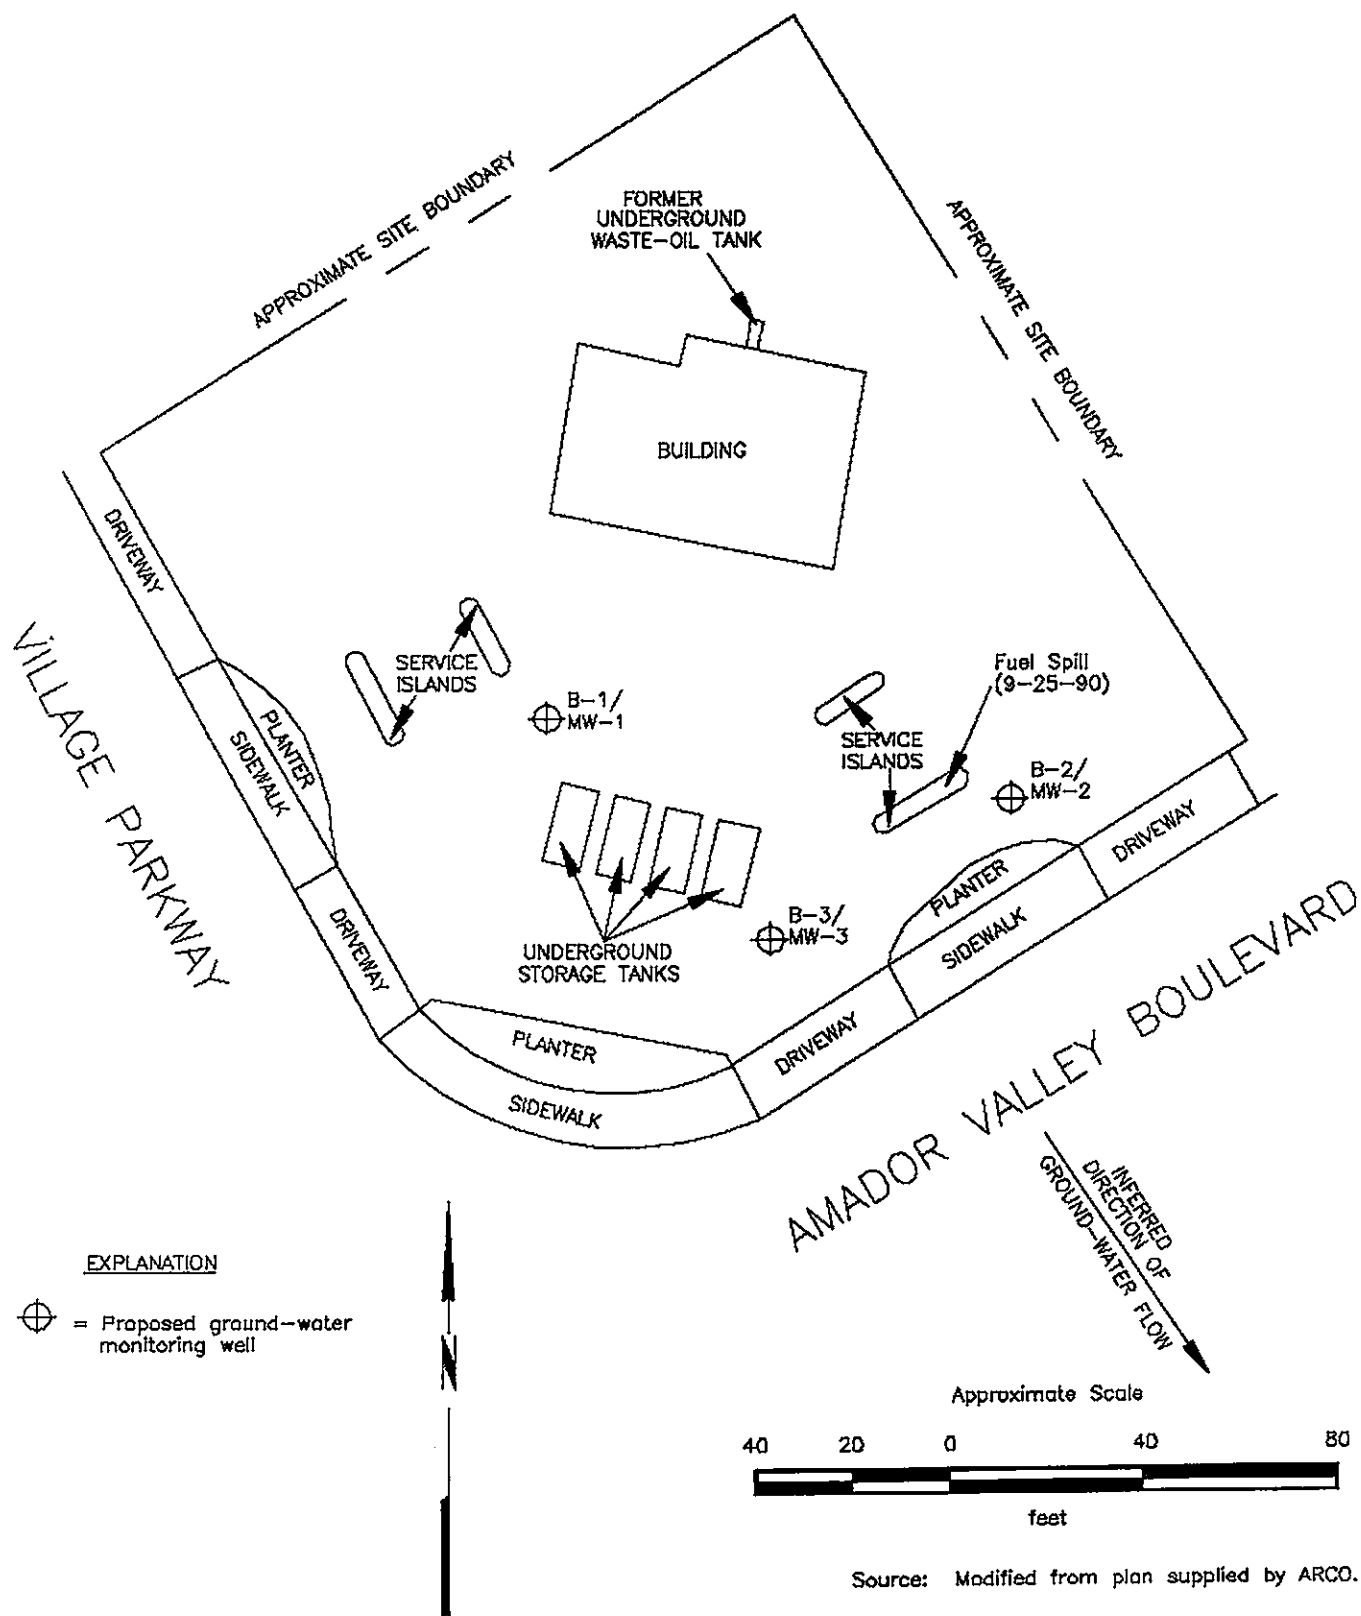 APPROXIMATE SITE BOUNDARY
FORMER
UNDERGROUND
WASTE-OIL TANK
APPROXIMATE SITE BOUNDARY
BUILDING
DRIVEWAY
VILLAGE PARKWAY
SERVICE
ISLANDS
PLANTER
SIDEWALK
B-1/
MW-1
Fuel Spill
(9-25-90)
SERVICE
ISLANDS
B-2/
MW-2
DRIVEWAY
PLANTER
SIDEWALK
DRIVEWAY
B-3/
MW-3
UNDERGROUND
STORAGE TANKS
PLANTER
SIDEWALK
DRIVEWAY
AMADOR VALLEY BOULEVARD
INFERRED
DIRECTION OF
GROUND-WATER FLOW
EXPLANATION
= Proposed ground-water
monitoring well
N
Approximate Scale
40 20 0 40 80
feet
Source: Modified from plan supplied by ARCO.